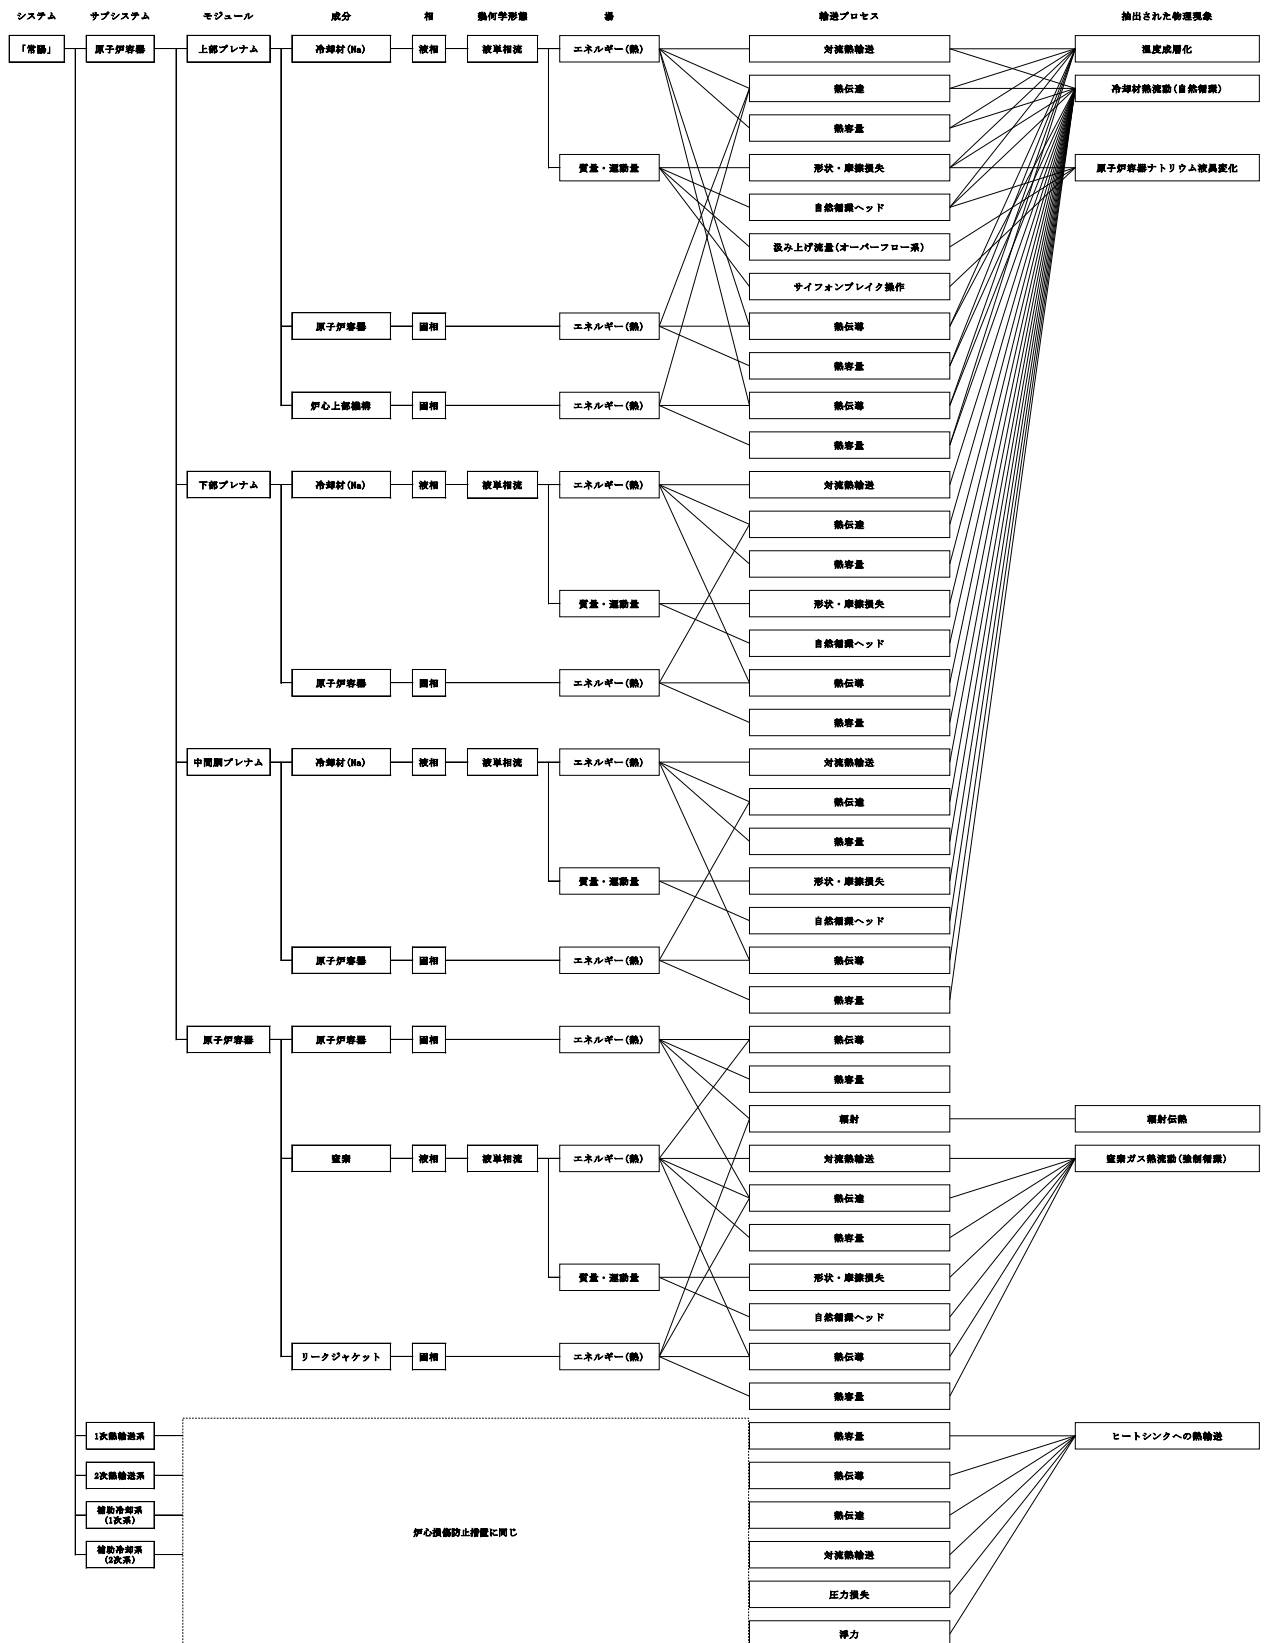 システム サブシステム モジュール 成分 相 幾何学形態 場 輸送プロセス 抽出された物理現象
「常陽」 原子炉容器 上部プレナム 冷却材(Na) 液相 液単相流 エネルギー(熱) 対流熱輸送 温度成層化
熱伝達 冷却材熱流動(自然循環)
熱容量
質量・運動量 形状・摩擦損失 原子炉容器ナトリウム液位変化
自然循環ヘッド
汲み上げ流量(オーバーフロー系)
サイフォンブレイク操作
原子炉容器 固相 エネルギー(熱) 熱伝導
熱容量
炉心上部機構 固相 エネルギー(熱) 熱伝導
熱容量
下部プレナム 冷却材(Na) 液相 液単相流 エネルギー(熱) 対流熱輸送
熱伝達
熱容量
質量・運動量 形状・摩擦損失
自然循環ヘッド
原子炉容器 固相 エネルギー(熱) 熱伝導
熱容量
中間胴プレナム 冷却材(Na) 液相 液単相流 エネルギー(熱) 対流熱輸送
熱伝達
熱容量
質量・運動量 形状・摩擦損失
自然循環ヘッド
原子炉容器 固相 エネルギー(熱) 熱伝導
熱容量
原子炉容器 原子炉容器 固相 エネルギー(熱) 熱伝導
熱容量
輻射 輻射伝熱
窒素 液相 液単相流 エネルギー(熱) 対流熱輸送 窒素ガス熱流動(強制循環)
熱伝達
熱容量
質量・運動量 形状・摩擦損失
自然循環ヘッド
リークジャケット 固相 エネルギー(熱) 熱伝導
熱容量
1次熱輸送系 熱容量 ヒートシンクへの熱輸送
2次熱輸送系 熱伝導
補助冷却系
(1次系)
熱伝達
炉心損傷防止措置に同じ
補助冷却系
(2次系)
対流熱輸送
圧力損失
浮力